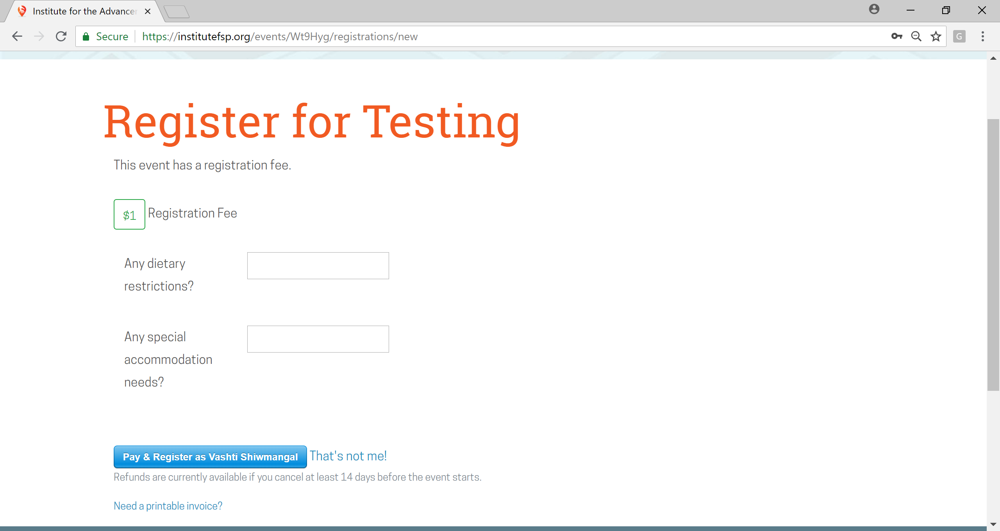 Institute for the Advancer
Secure
https://institutefsp.org/events/Wt9Hyg/registrations/new
G
Register for Testing
This event has a registration fee.
$1 Registration Fee
Any dietary
restrictions?
Any special
accommodation
needs?
Pay & Register as Vashti Shiwmangal That's not me!
Refunds are currently available if you cancel at least 14 days before the event starts.
Need a printable invoice?